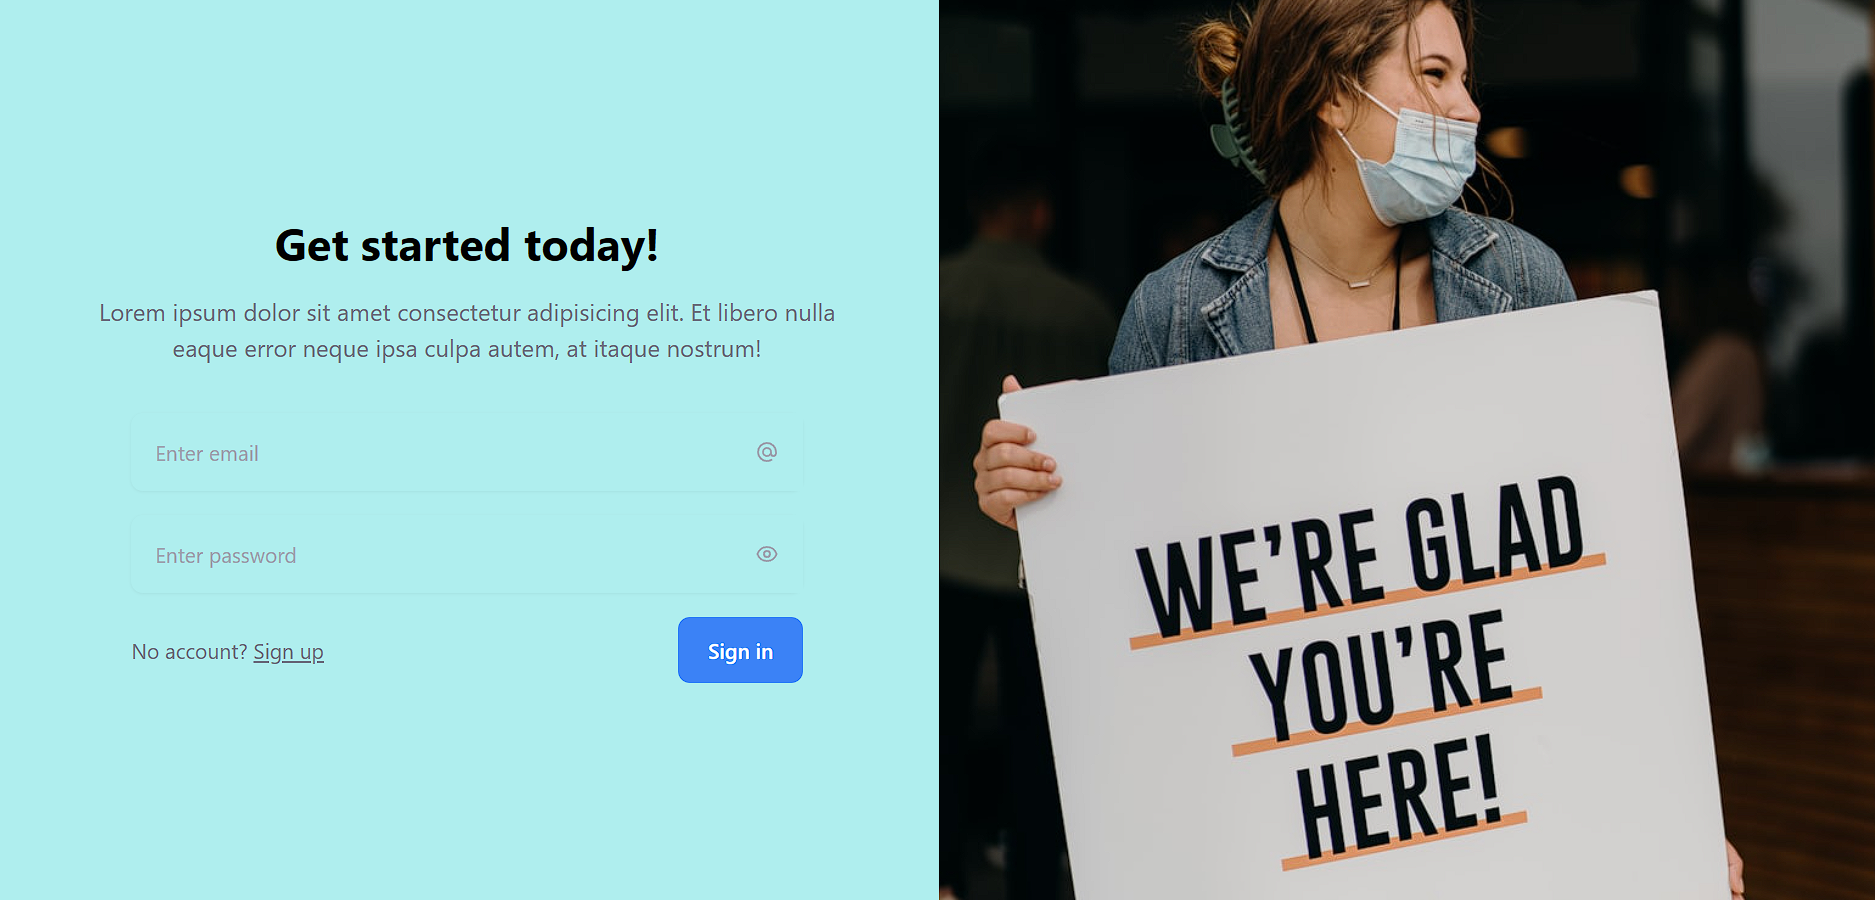 Get started today!
Lorem ipsum dolor sit amet consectetur adipisicing elit. Et libero nulla
eaque error neque ipsa culpa autem, at itaque nostrum!
Enter email
Enter password
No account? Sign up
Sign in
WE'RE GLAD
YOU'RE
HERE!